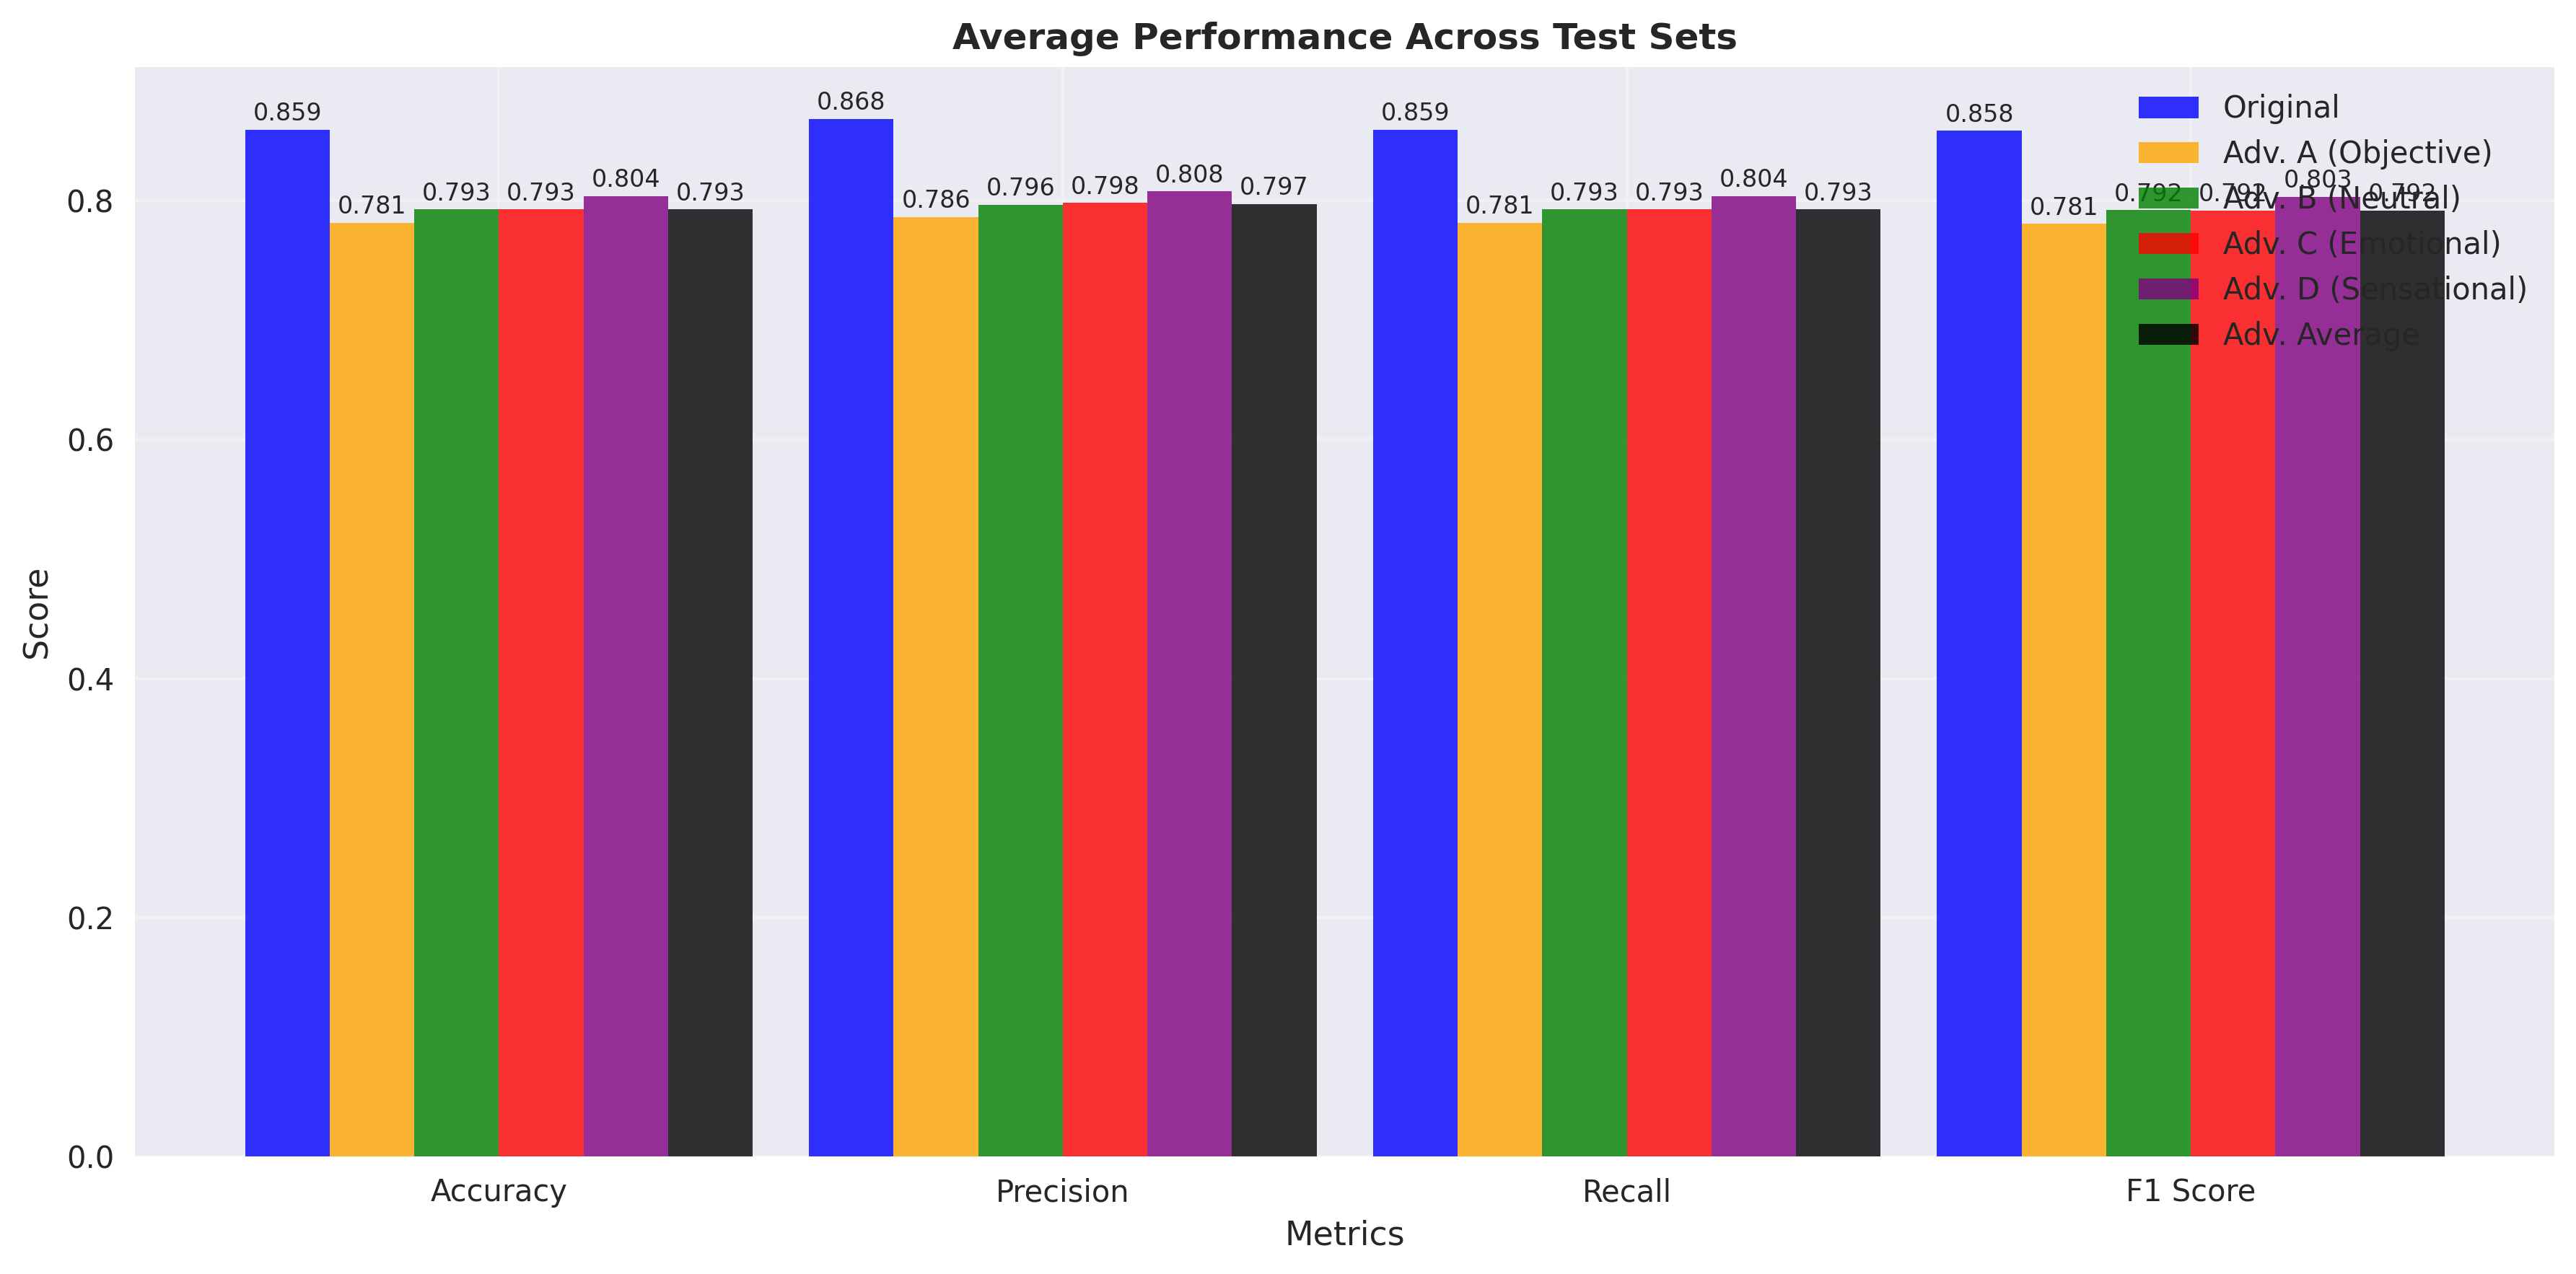 Average Performance Across Test Sets
Score
0.8
0.6
0.4
0.2
0.0
0.859
0.781
0.793
0.793
0.804
0.793
0.868
0.786
0.796
0.798
0.808
0.797
0.859
0.781
0.793
0.793
0.804
0.793
0.858
0.781
0.792
0.792
0.803
0.792
Original
Adv. A (Objective)
Adv. B (Neutral)
Adv. C (Emotional)
Adv. D (Sensational)
Adv. Average
Accuracy
Precision
Recall
F1 Score
Metrics